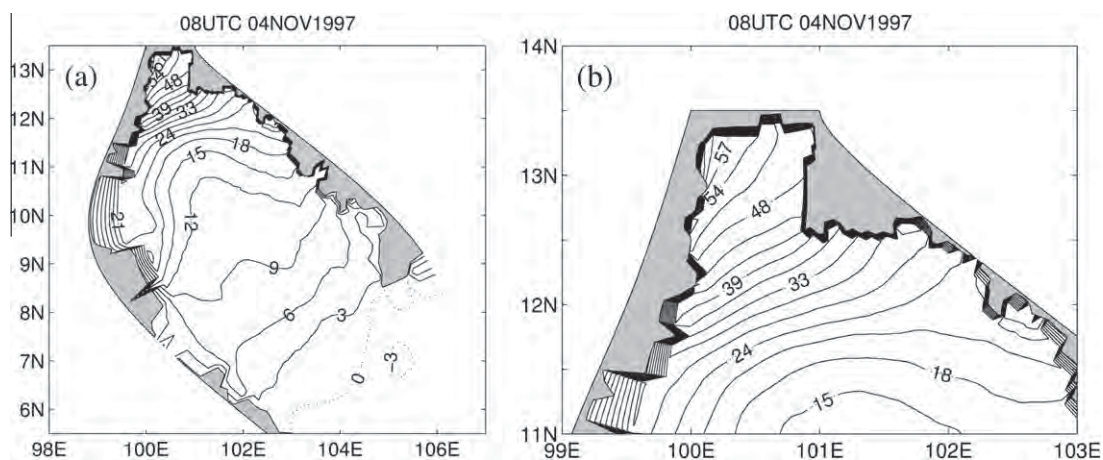 08UTC 04NOV1997
(a)
13N
12N
11N
10N
9N
8N
7N
6N
98E 100E 102E 104E 106E
48
39
33
24
18
15
12
21
9
6
3
0
−3
08UTC 04NOV1997
(b)
14N
13N
12N
11N
99E 100E 101E 102E 103E
57
54
48
39
33
24
18
15